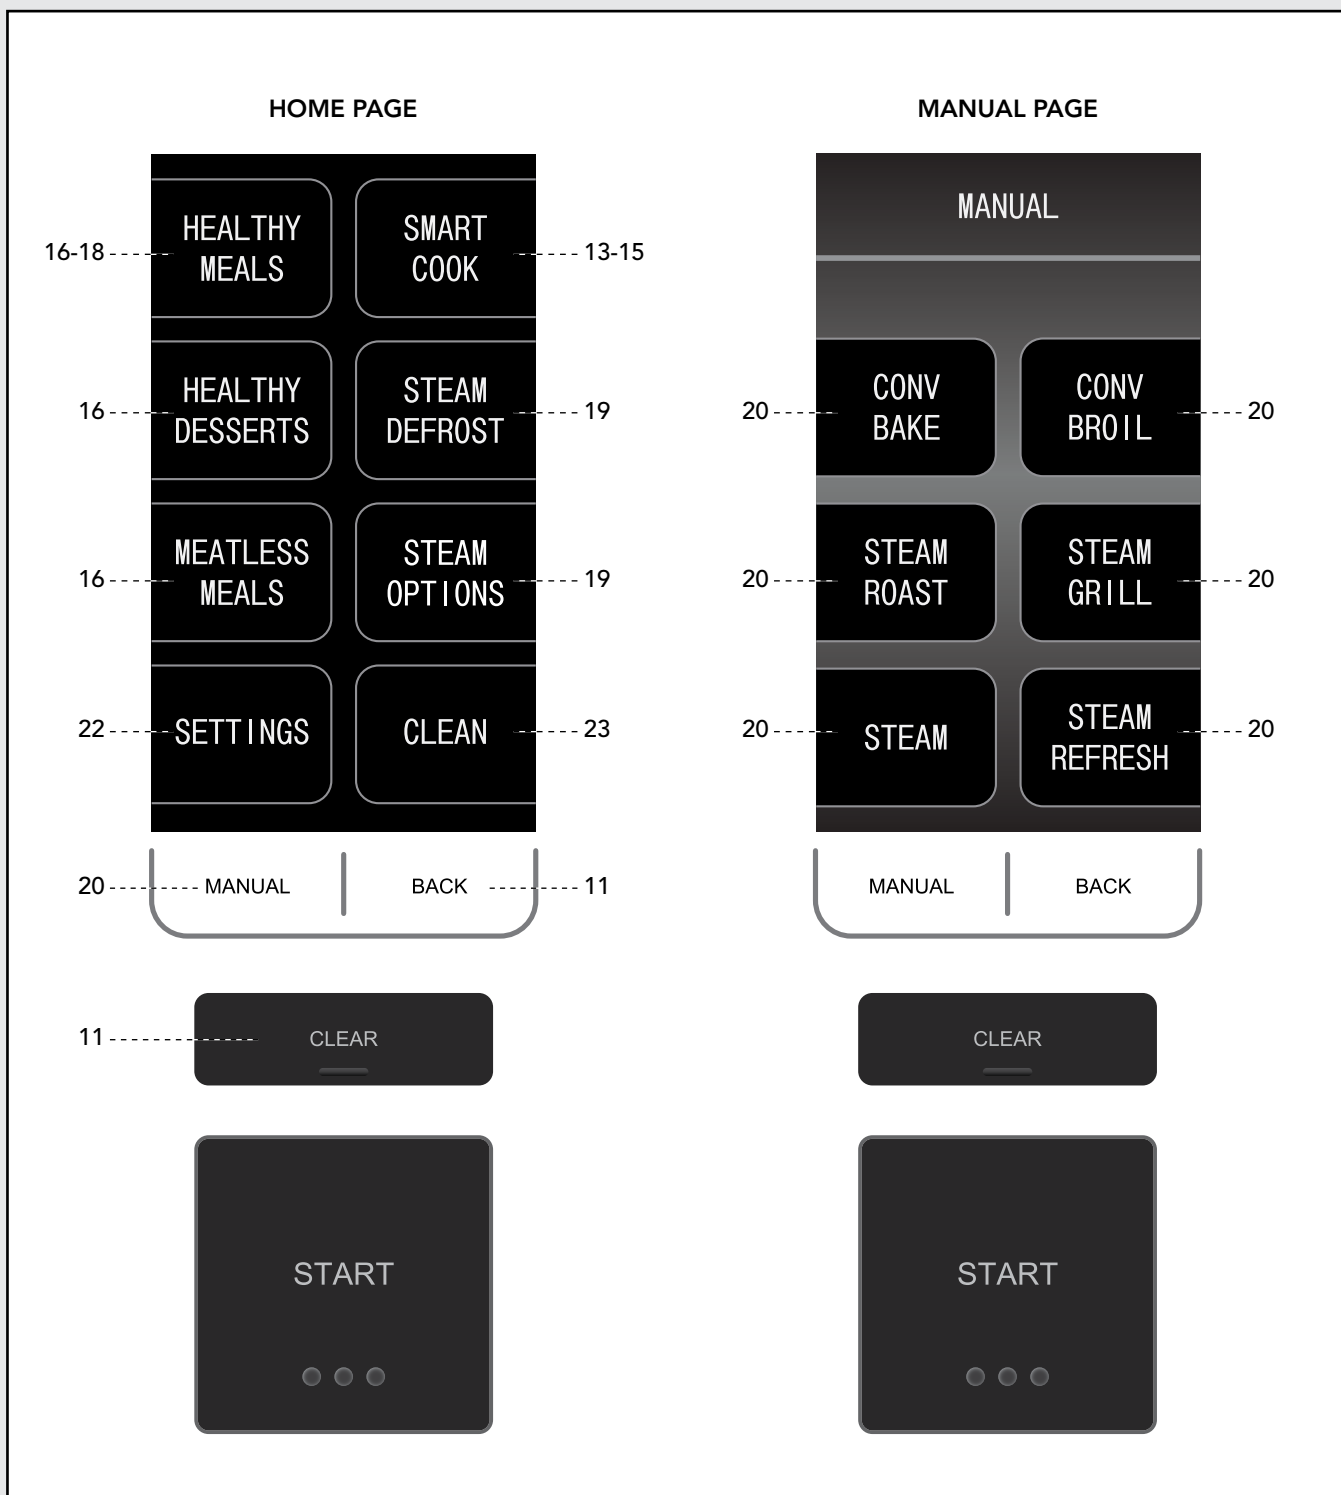 HOME PAGE
HEALTHY
MEALS
SMART
COOK
16-18
13-15
HEALTHY
DESSERTS
STEAM
DEFROST
16
19
MEATLESS
MEALS
STEAM
OPTIONS
16
19
SETTINGS
CLEAN
22
23
20
MANUAL
BACK
11
11
CLEAR
START
MANUAL PAGE
MANUAL
CONV
BAKE
CONV
BROIL
20
20
STEAM
ROAST
STEAM
GRILL
20
20
STEAM
STEAM
REFRESH
20
20
MANUAL
BACK
CLEAR
START